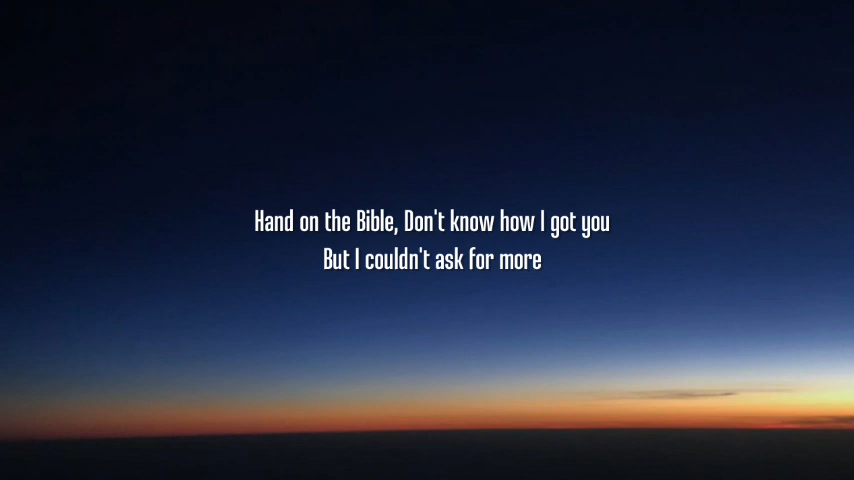 Hand on the Bible, Don't know how I got you
But I couldn't ask for more